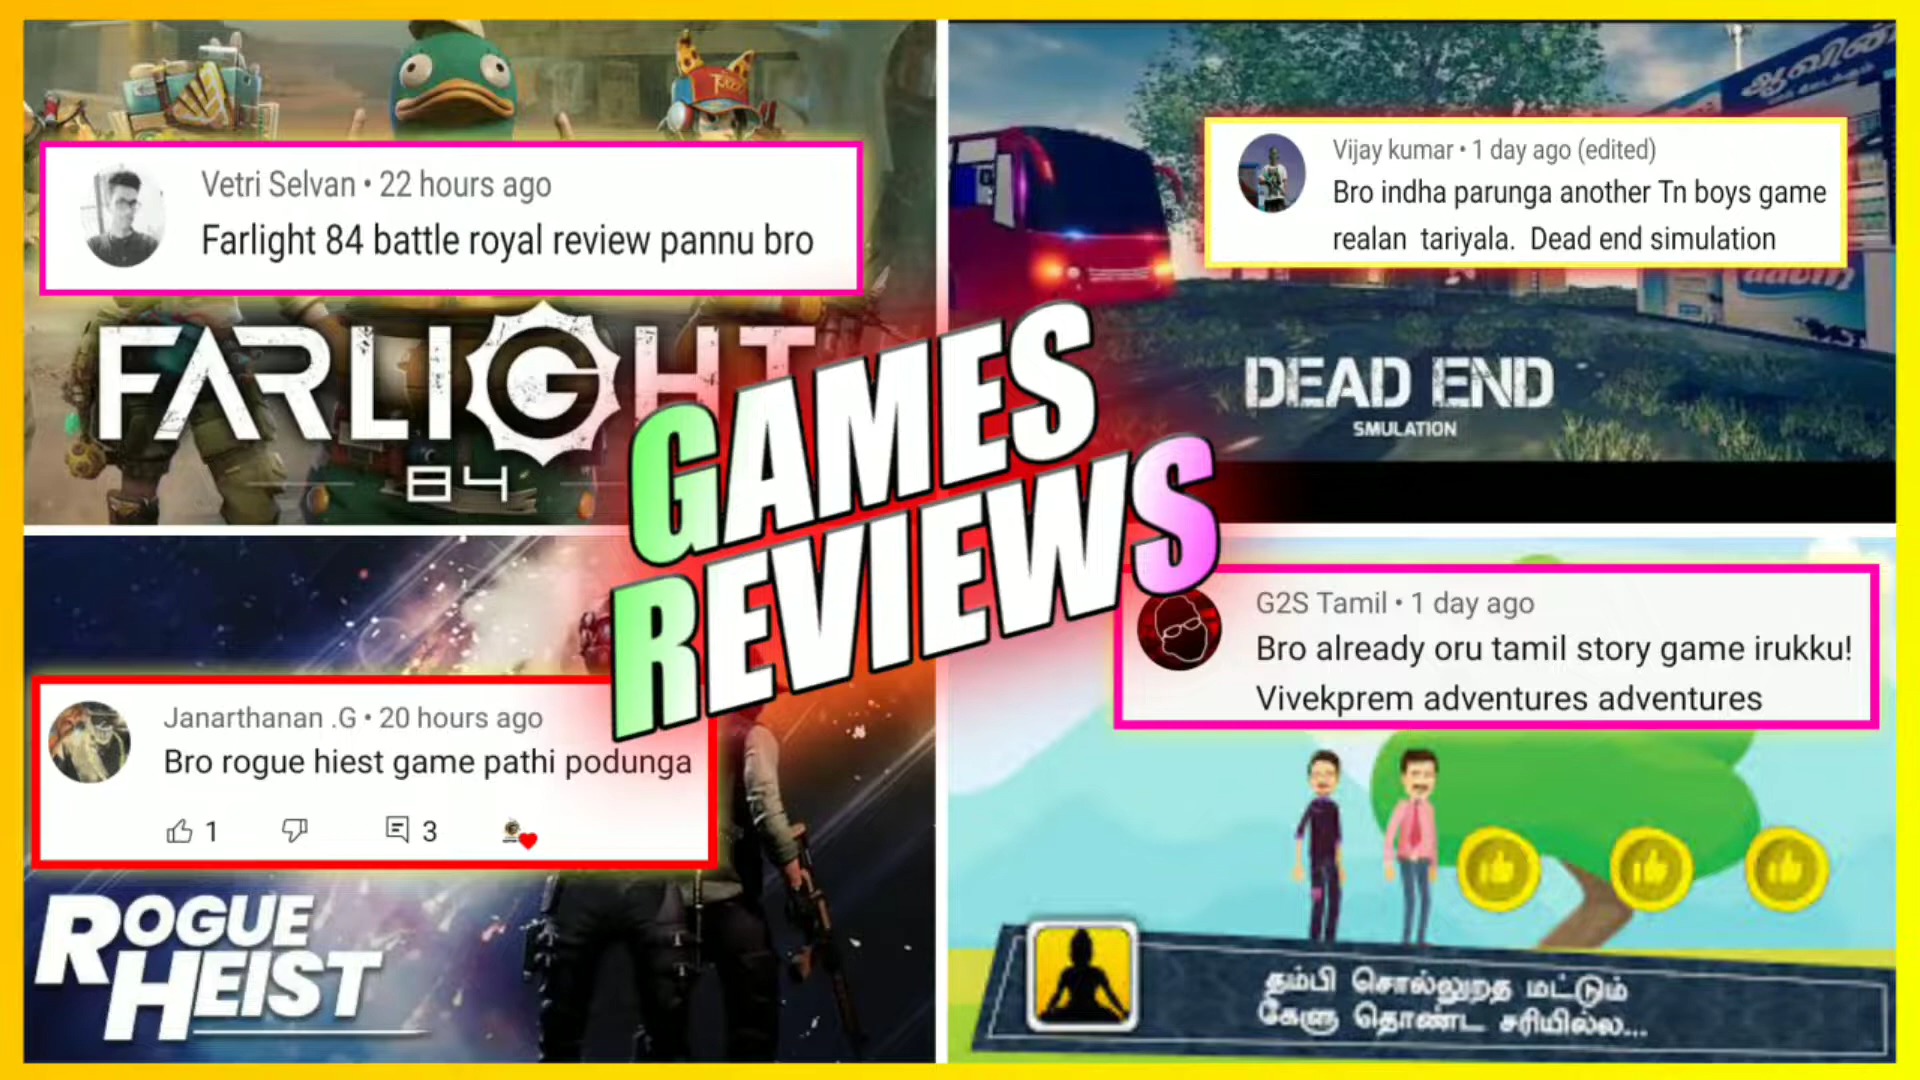 Vetri Selvan • 22 hours ago
Farlight 84 battle royal review pannu bro
FARLIGHT
84
ஆவின்
Vijay kumar • 1 day ago (edited)
Bro indha parunga another Tn boys game
realan tariyala. Dead end simulation
DEAD END
SMULATION
GAMES
REVIEWS
Janarthanan .G • 20 hours ago
Bro rogue hiest game pathi podunga
1 3
ROGUE
HEIST
G2S Tamil • 1 day ago
Bro already oru tamil story game irukku!
Vivekprem adventures adventures
தம்பி சொல்லுறத மட்டும்
கேளு தொண்ட சரியில்ல...